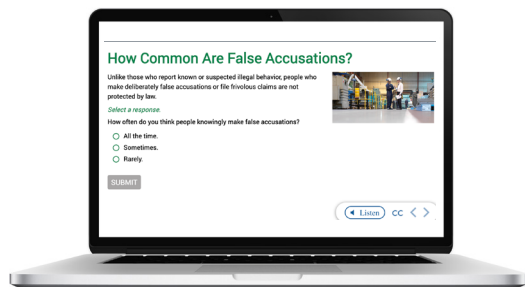 How Common Are False Accusations?
Unlike those who report known or suspected illegal behavior, people who
make deliberately false accusations or file frivolous claims are not
protected by law.
Select a response.
How often do you think people knowingly make false accusations?
All the time.
Sometimes.
Rarely.
SUBMIT
Listen CC